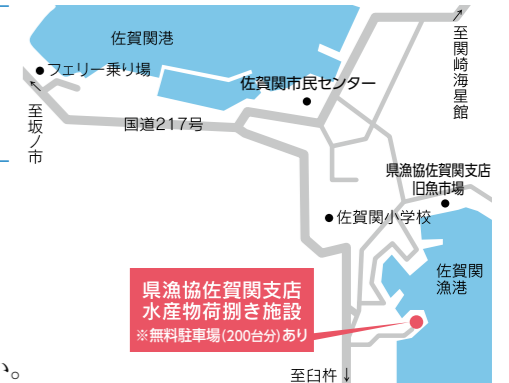 佐賀関港
フェリー乗り場
↖至坂ノ市
国道217号
佐賀関市民センター
↗至関崎海星館
県漁協佐賀関支店
旧魚市場
佐賀関小学校
佐賀関
漁港
県漁協佐賀関支店
水産物荷捌き施設
※無料駐車場(200台分)あり
至臼杵↓
い。